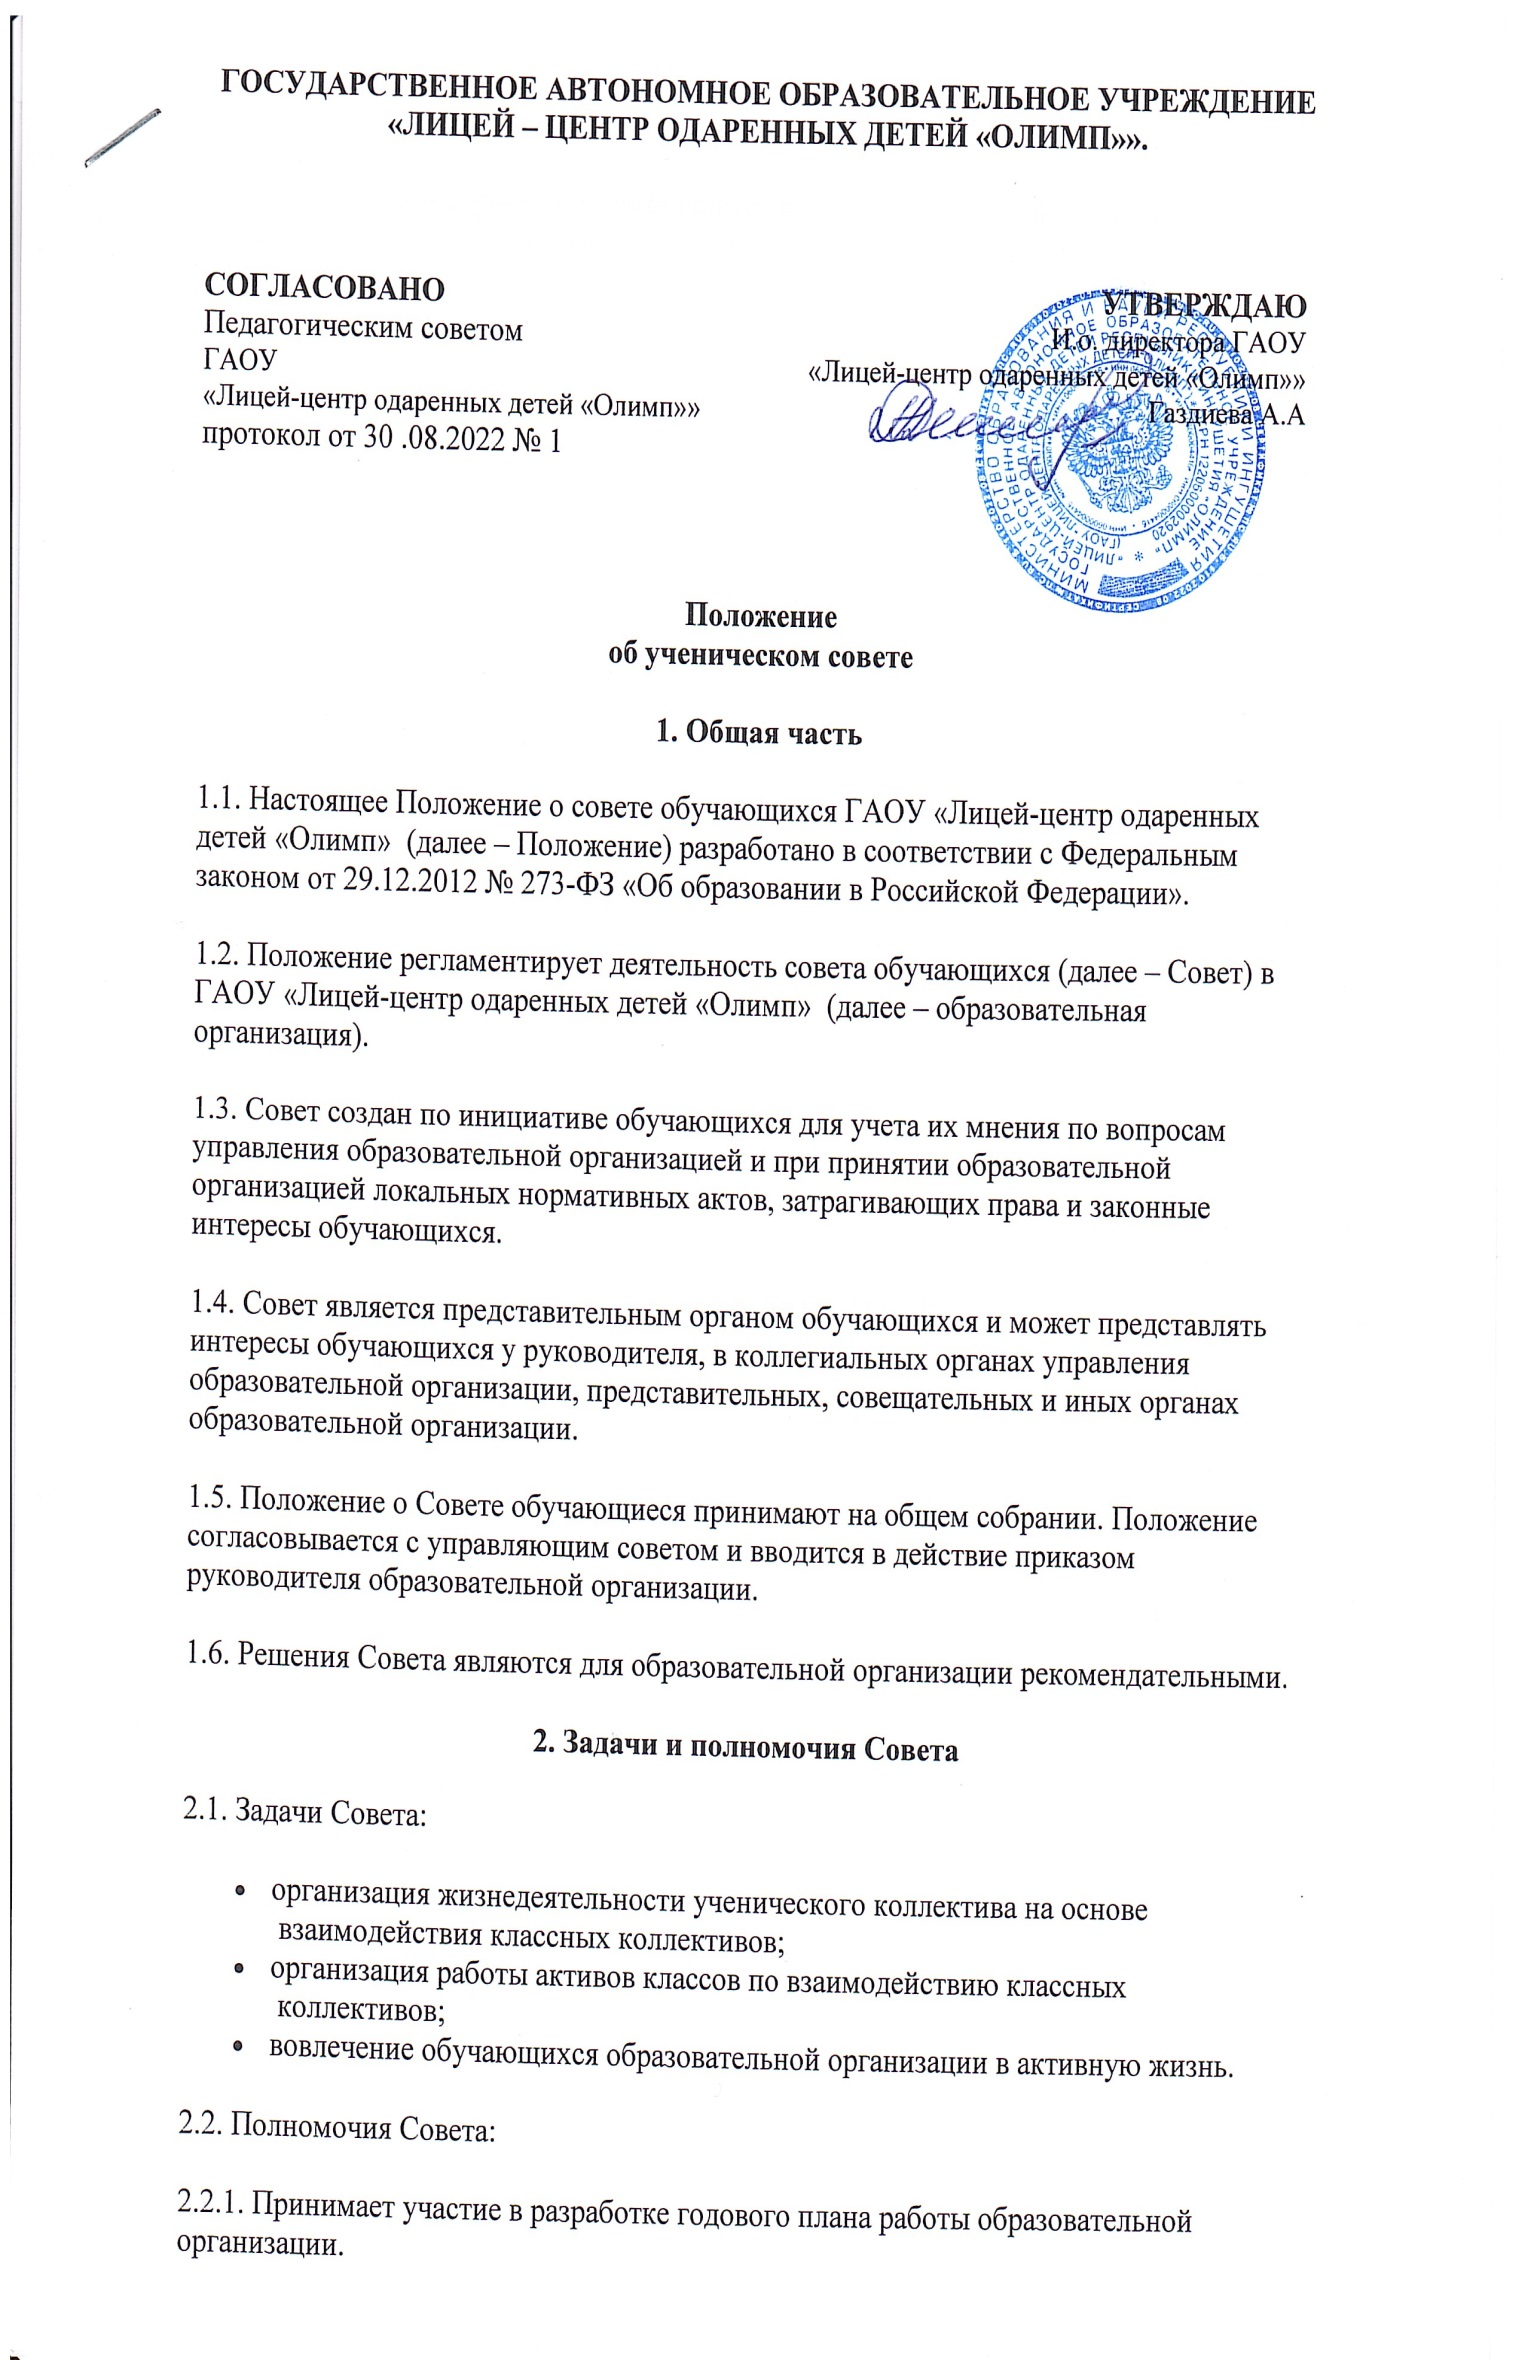 ГОСУДАРСТВЕННОЕ АВТОНОМНОЕ ОБРАЗОВАТЕЛЬНОЕ УЧРЕЖДЕНИЕ
«ЛИЦЕЙ – ЦЕНТР ОДАРЕННЫХ ДЕТЕЙ «ОЛИМП»».
СОГЛАСОВАНО
Педагогическим советом
ГАОУ
«Лицей-центр одаренных детей «Олимп»»
протокол от 30 .08.2022 № 1
УТВЕРЖДАЮ
И.о. директора ГАОУ
«Лицей-центр одаренных детей «Олимп»»
Газдиева А.А
Положение
об ученическом совете
1. Общая часть
1.1. Настоящее Положение о совете обучающихся ГАОУ «Лицей-центр одаренных
детей «Олимп»  (далее – Положение) разработано в соответствии с Федеральным
законом от 29.12.2012 № 273-ФЗ «Об образовании в Российской Федерации».
1.2. Положение регламентирует деятельность совета обучающихся (далее – Совет) в
ГАОУ «Лицей-центр одаренных детей «Олимп»  (далее – образовательная
организация).
1.3. Совет создан по инициативе обучающихся для учета их мнения по вопросам
управления образовательной организацией и при принятии образовательной
организацией локальных нормативных актов, затрагивающих права и законные
интересы обучающихся.
1.4. Совет является представительным органом обучающихся и может представлять
интересы обучающихся у руководителя, в коллегиальных органах управления
образовательной организации, представительных, совещательных и иных органах
образовательной организации.
1.5. Положение о Совете обучающиеся принимают на общем собрании. Положение
согласовывается с управляющим советом и вводится в действие приказом
руководителя образовательной организации.
1.6. Решения Совета являются для образовательной организации рекомендательными.
2. Задачи и полномочия Совета
2.1. Задачи Совета:
• организация жизнедеятельности ученического коллектива на основе
взаимодействия классных коллективов;
• организация работы активов классов по взаимодействию классных
коллективов;
• вовлечение обучающихся образовательной организации в активную жизнь.
2.2. Полномочия Совета:
2.2.1. Принимает участие в разработке годового плана работы образовательной
организации.